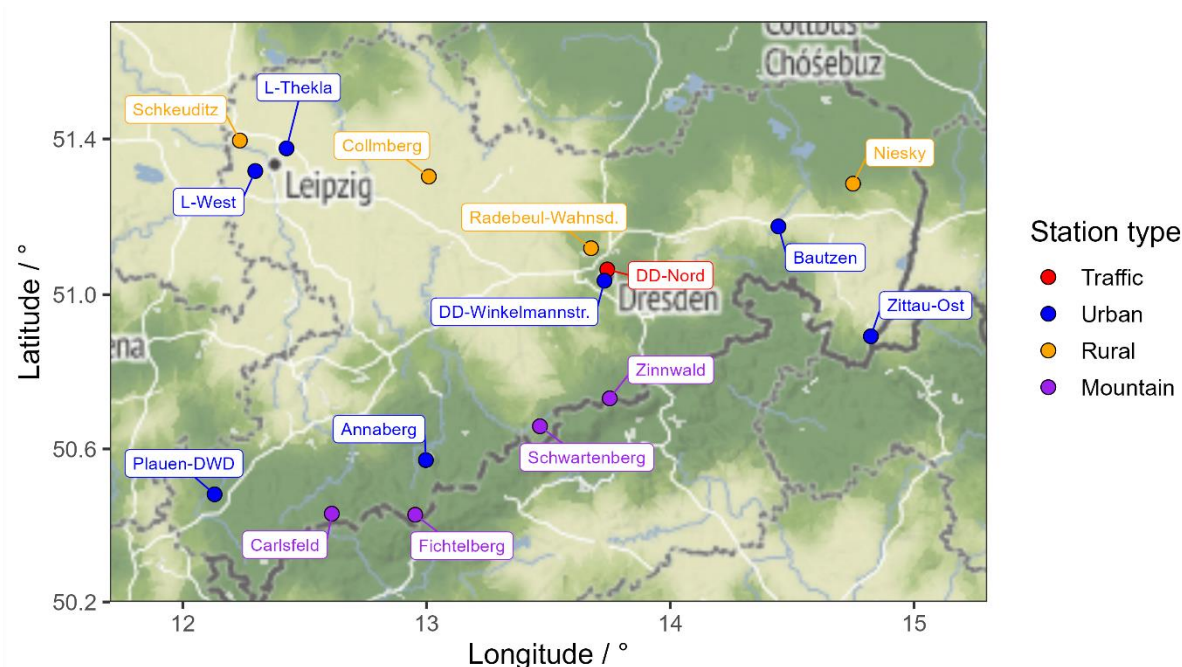 Cottbus -
Chóśebuz
L-Thekla
Schkeuditz
51.4
Collmberg
Niesky
Leipzig
L-West
Radebeul-Wahnsd.
Station type
Bautzen
DD-Nord
Traffic
51.0
Dresden
DD-Winkelmannstr.
Zittau-Ost
Urban
Latitude / °
ena
Rural
Zinnwald
Mountain
Annaberg
50.6
Schwartenberg
Plauen-DWD
Carlsfeld
Fichtelberg
50.2
12
13
14
15
Longitude / °